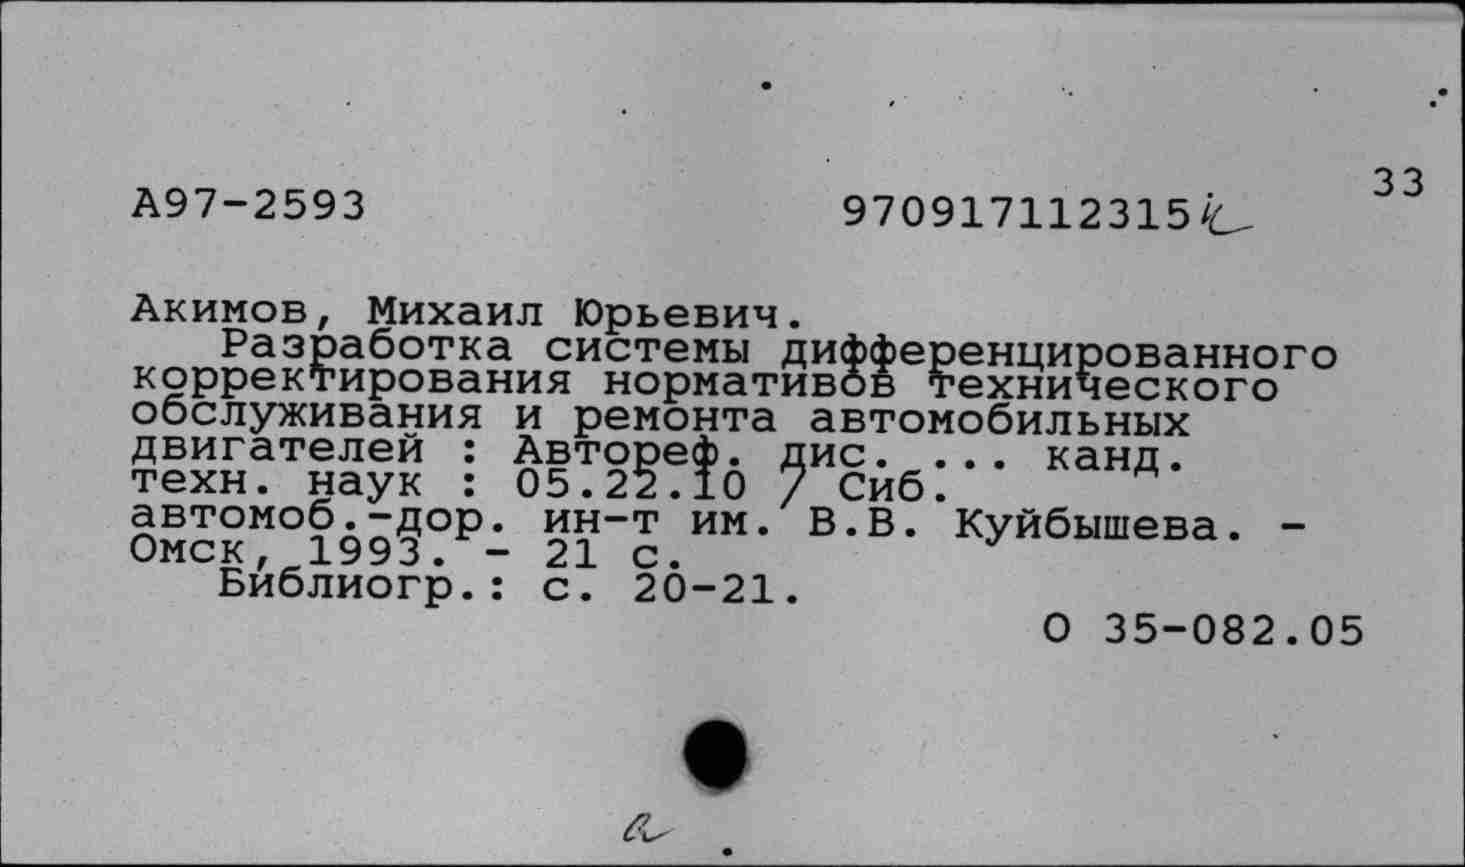 33
А97-2593 970917112315
Акимов, Михаил Юрьевич.
Разработка системы дифференцированного
корректирования нормативов технического
обслуживания и ремонта автомобильных
двигателей : Автореф. дис. ... канд.
техн. наук : 05.22.10 / Сиб.
автомоб.-дор. ин-т им. В.В. Куйбышева. -
Омск, 1993. - 21 с.
Библиогр.: с. 20-21.
О 35-082.05